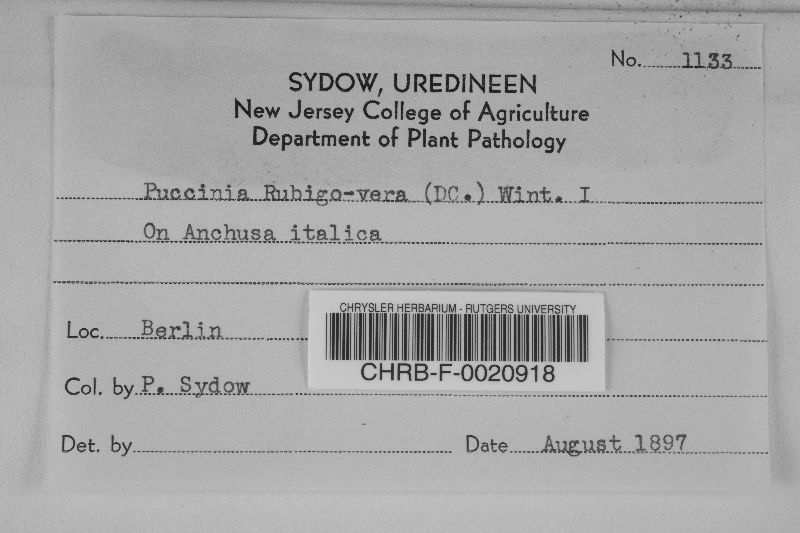 No. 1133
SYDOW, UREDINEEN
New Jersey College of Agriculture
Department of Plant Pathology
Puccinia Rubigo-vera (DC.) Wint. I
On Anchusa italica
CHRYSLER HERBARIUM - RUTGERS UNIVERSITY
Loc. Berlin
CHRB-F-0020918
Col. by P. Sydow
Det. by
Date August 1897